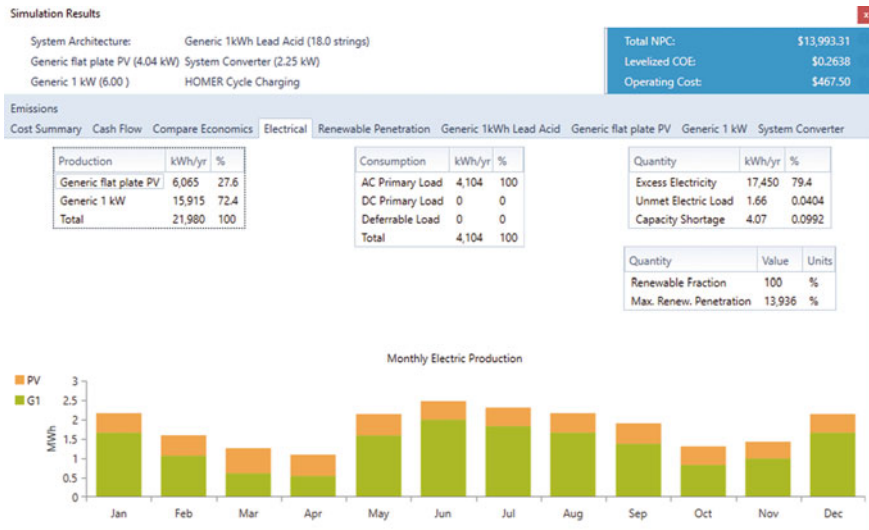 Simulation Results
x
System Architecture: Generic 1kWh Lead Acid (18.0 strings)
Generic flat plate PV (4.04 kW) System Converter (2.25 kW)
Generic 1 kW (6.00 ) HOMER Cycle Charging
Total NPC: $13,993.31
Levelized COE: $0.2638
Operating Cost: $467.50
Emissions
Cost Summary Cash Flow Compare Economics Electrical Renewable Penetration Generic 1kWh Lead Acid Generic flat plate PV Generic 1 kW System Converter
Production kWh/yr %
Generic flat plate PV 6,065 27.6
Generic 1 kW 15,915 72.4
Total 21,980 100
Consumption kWh/yr %
AC Primary Load 4,104 100
DC Primary Load 0 0
Deferrable Load 0 0
Total 4,104 100
Quantity kWh/yr %
Excess Electricity 17,450 79.4
Unmet Electric Load 1.66 0.0404
Capacity Shortage 4.07 0.0992
Quantity Value Units
Renewable Fraction 100 %
Max. Renew. Penetration 13,936 %
Monthly Electric Production
PV
G1
MWh
3
2.5
2
1.5
1
0.5
0
Jan Feb Mar Apr May Jun Jul Aug Sep Oct Nov Dec